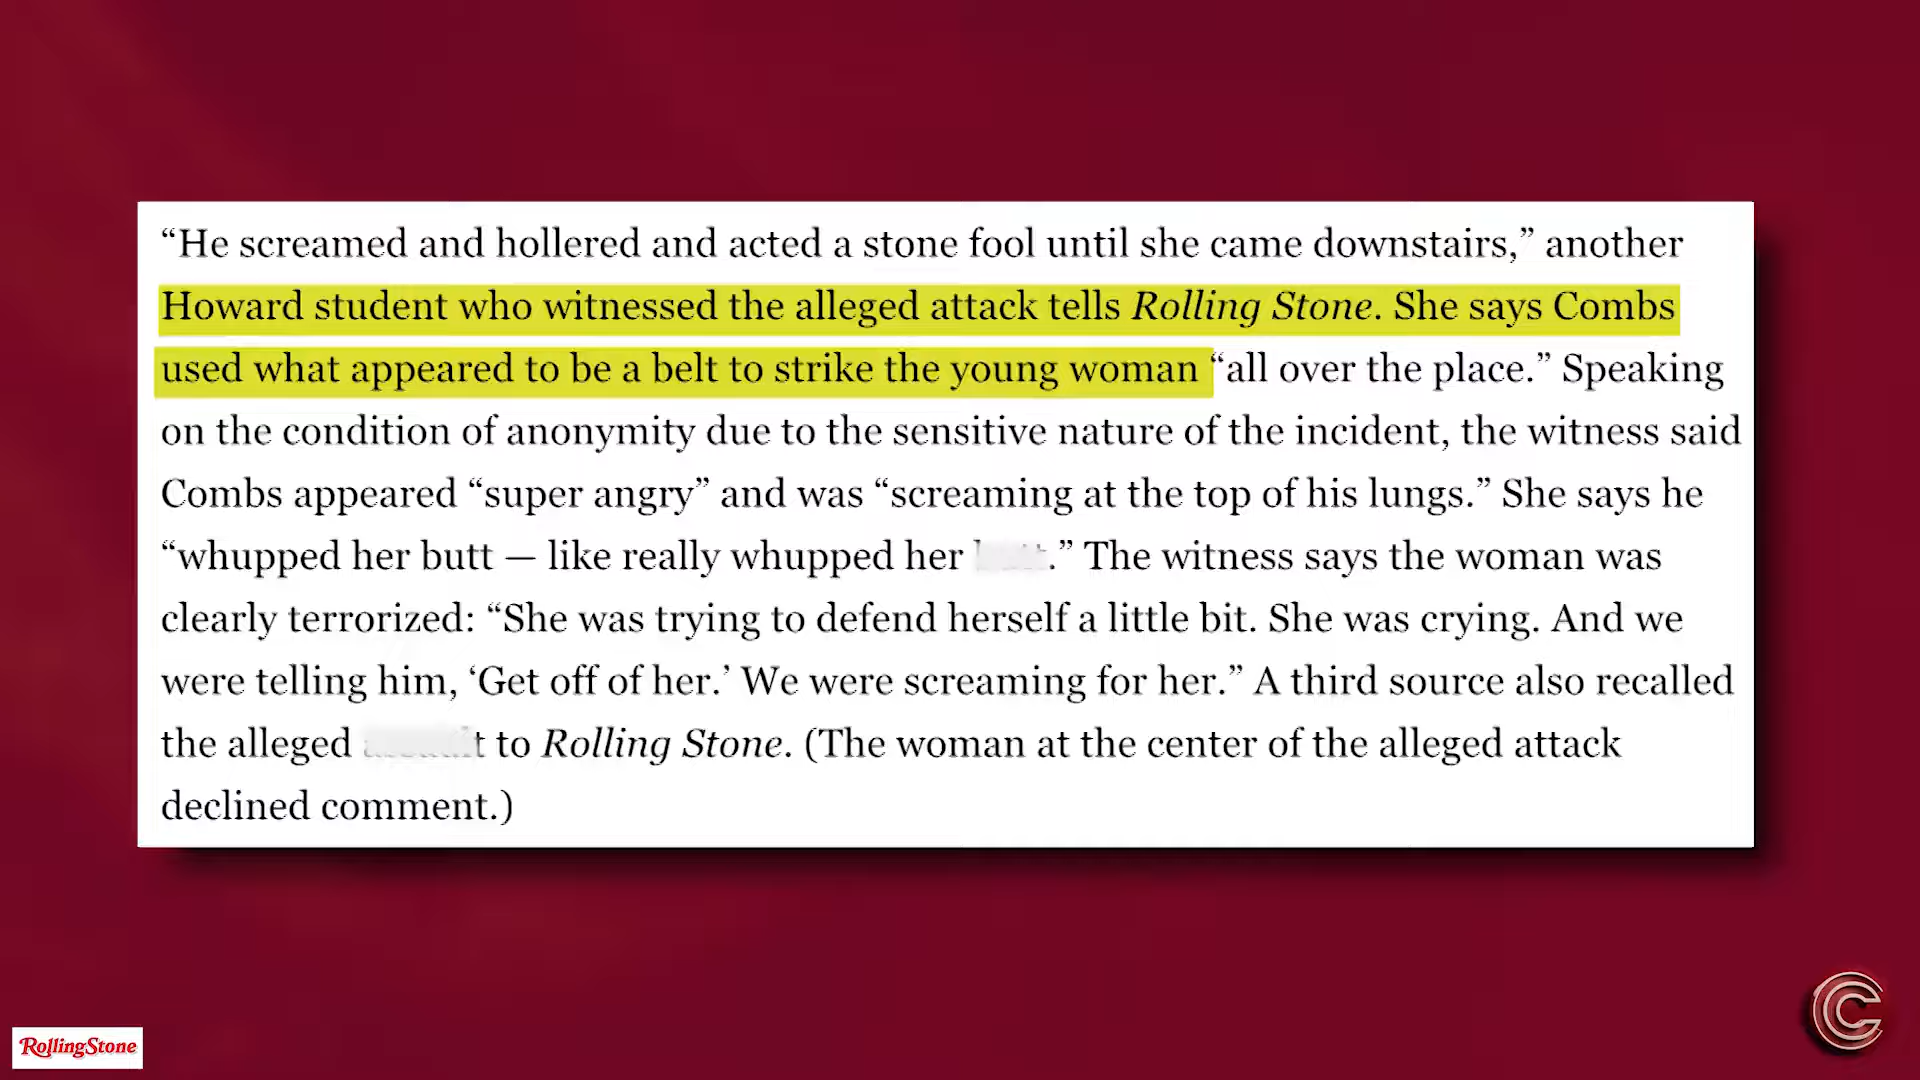 “He screamed and hollered and acted a stone fool until she came downstairs,” another
Howard student who witnessed the alleged attack tells Rolling Stone. She says Combs
used what appeared to be a belt to strike the young woman “all over the place.” Speaking
on the condition of anonymity due to the sensitive nature of the incident, the witness said
Combs appeared “super angry” and was “screaming at the top of his lungs.” She says he
“whupped her butt — like really whupped her .” The witness says the woman was
clearly terrorized: “She was trying to defend herself a little bit. She was crying. And we
were telling him, ‘Get off of her.’ We were screaming for her.” A third source also recalled
the alleged to Rolling Stone. (The woman at the center of the alleged attack
declined comment.)
RollingStone